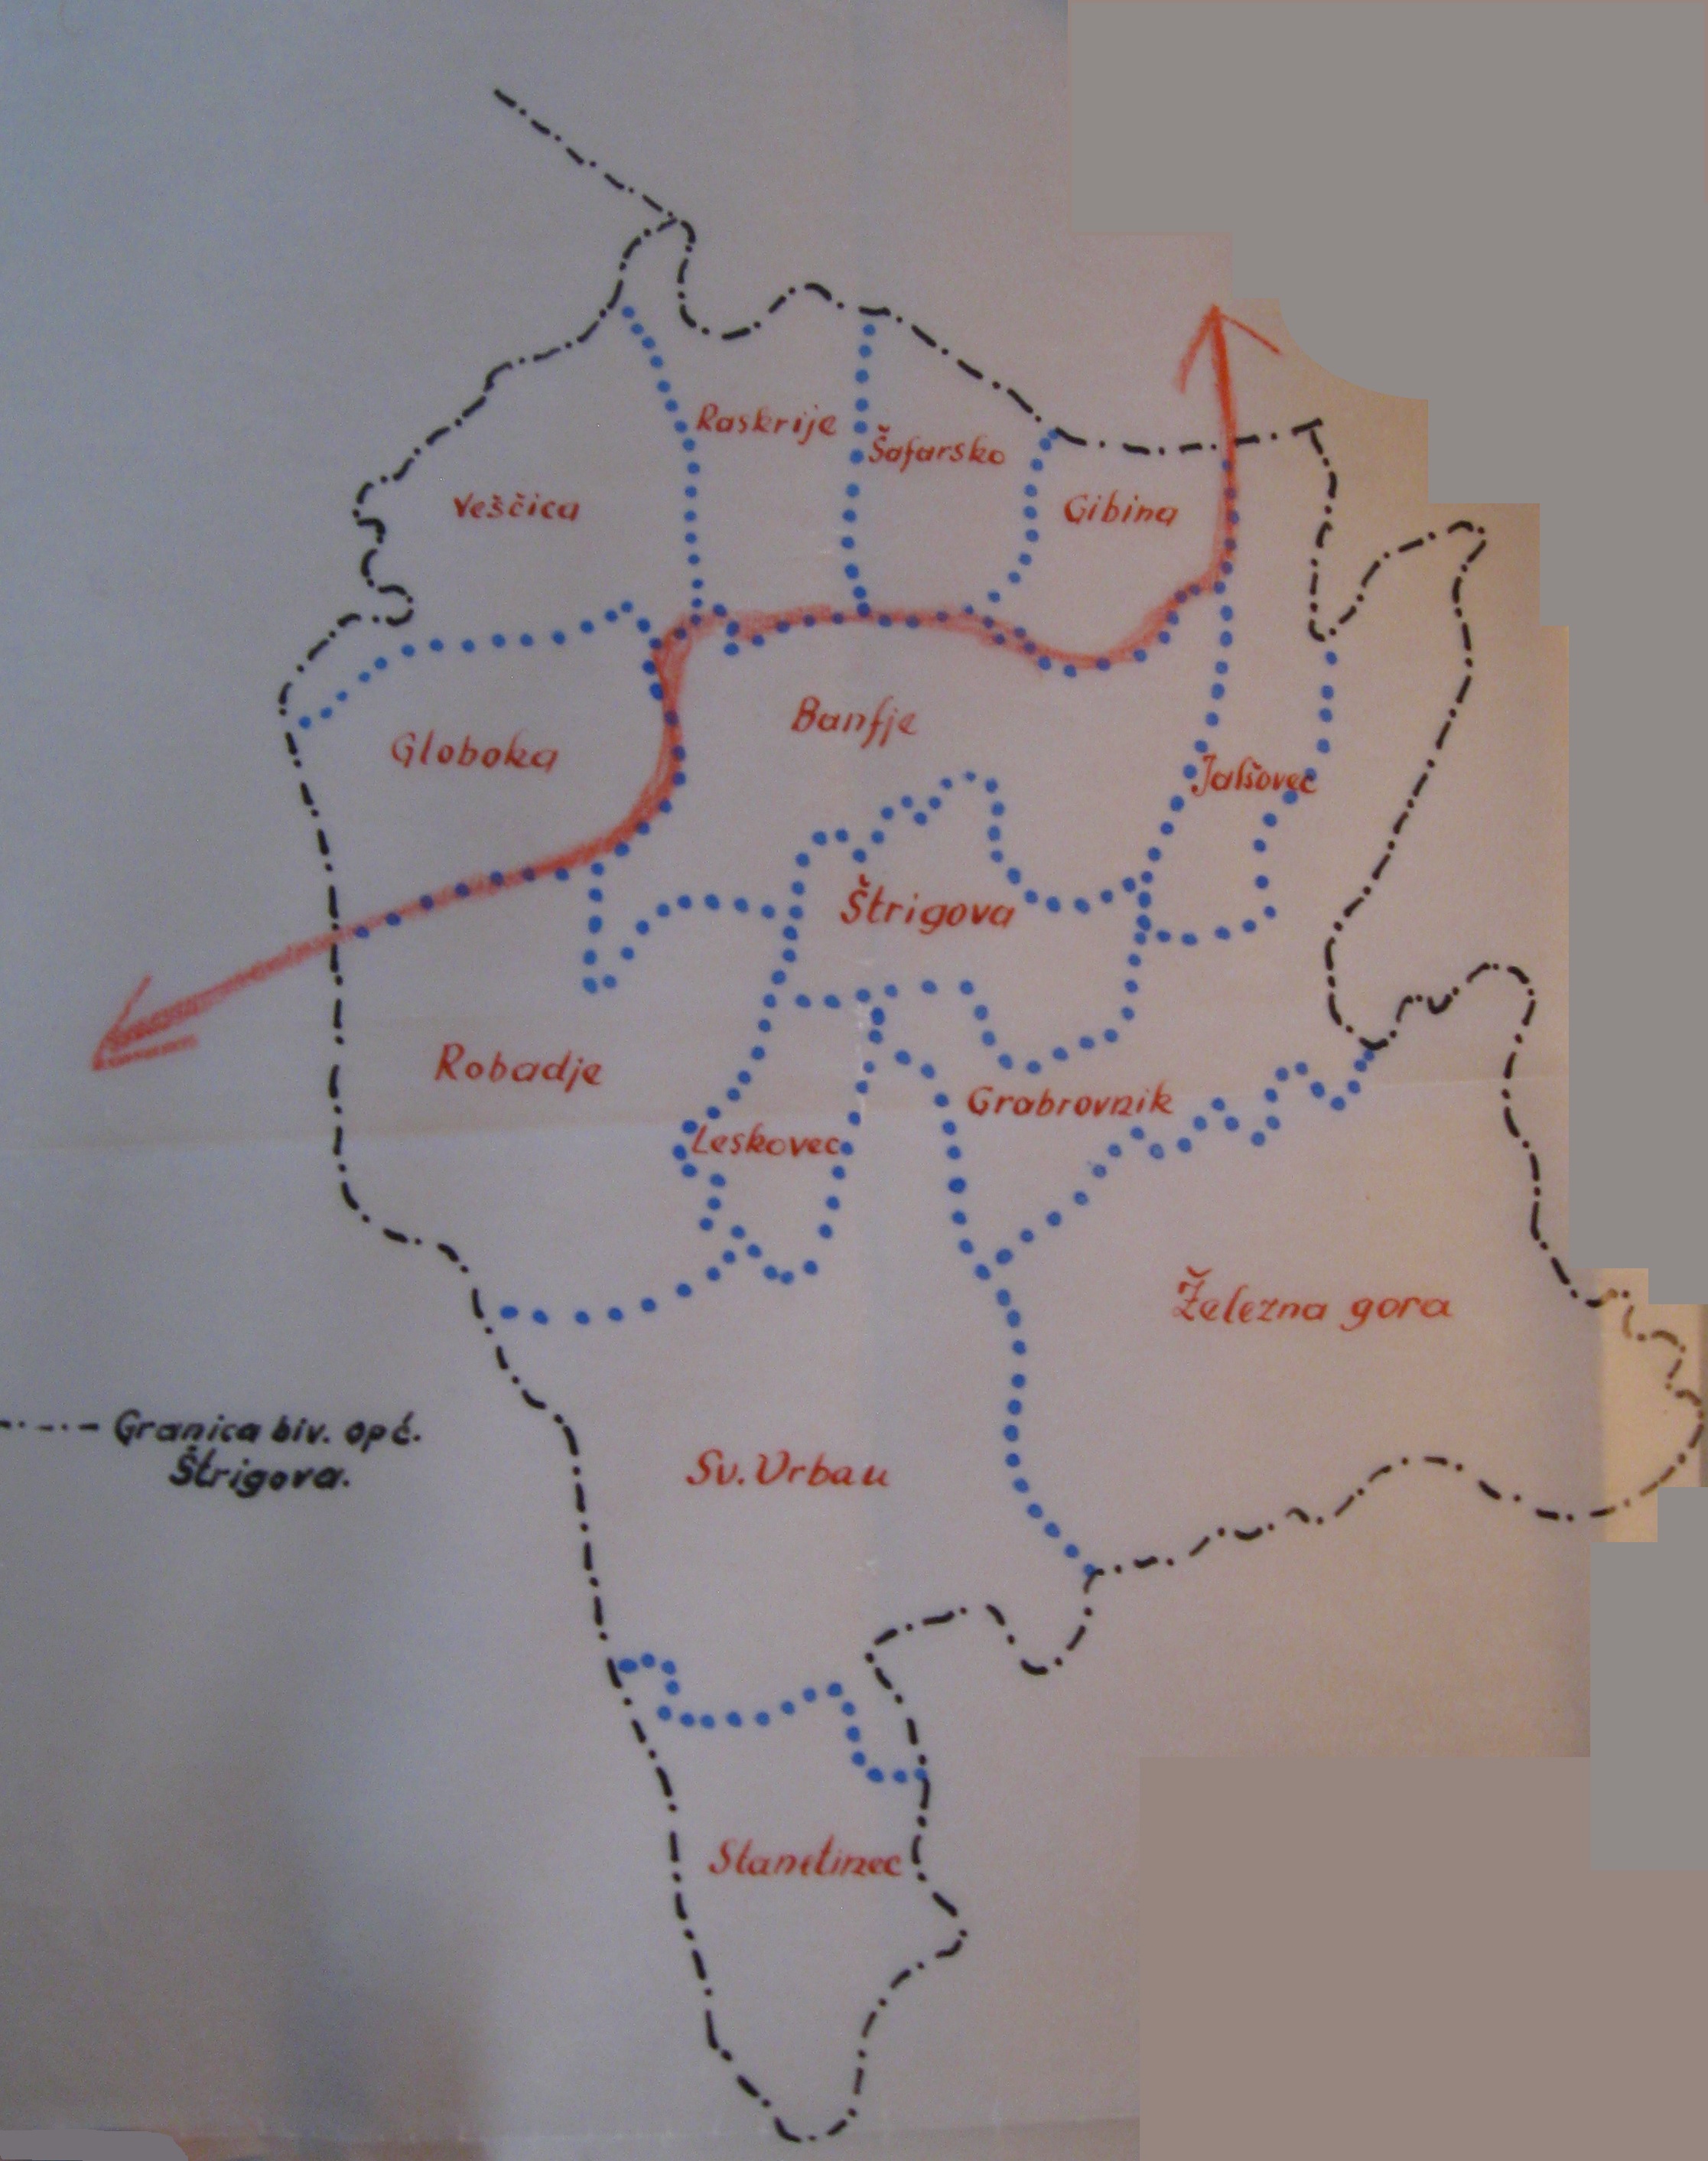 Raskrije
Šafarsko
Veščica
Gibina
Banfje
Globoka
Jalšovec
Štrigova
Robadje
Grabrovnik
Leskovec
Železna gora
Granica biv. opć.
Štrigova.
Sv. Urbau
Stanetinec